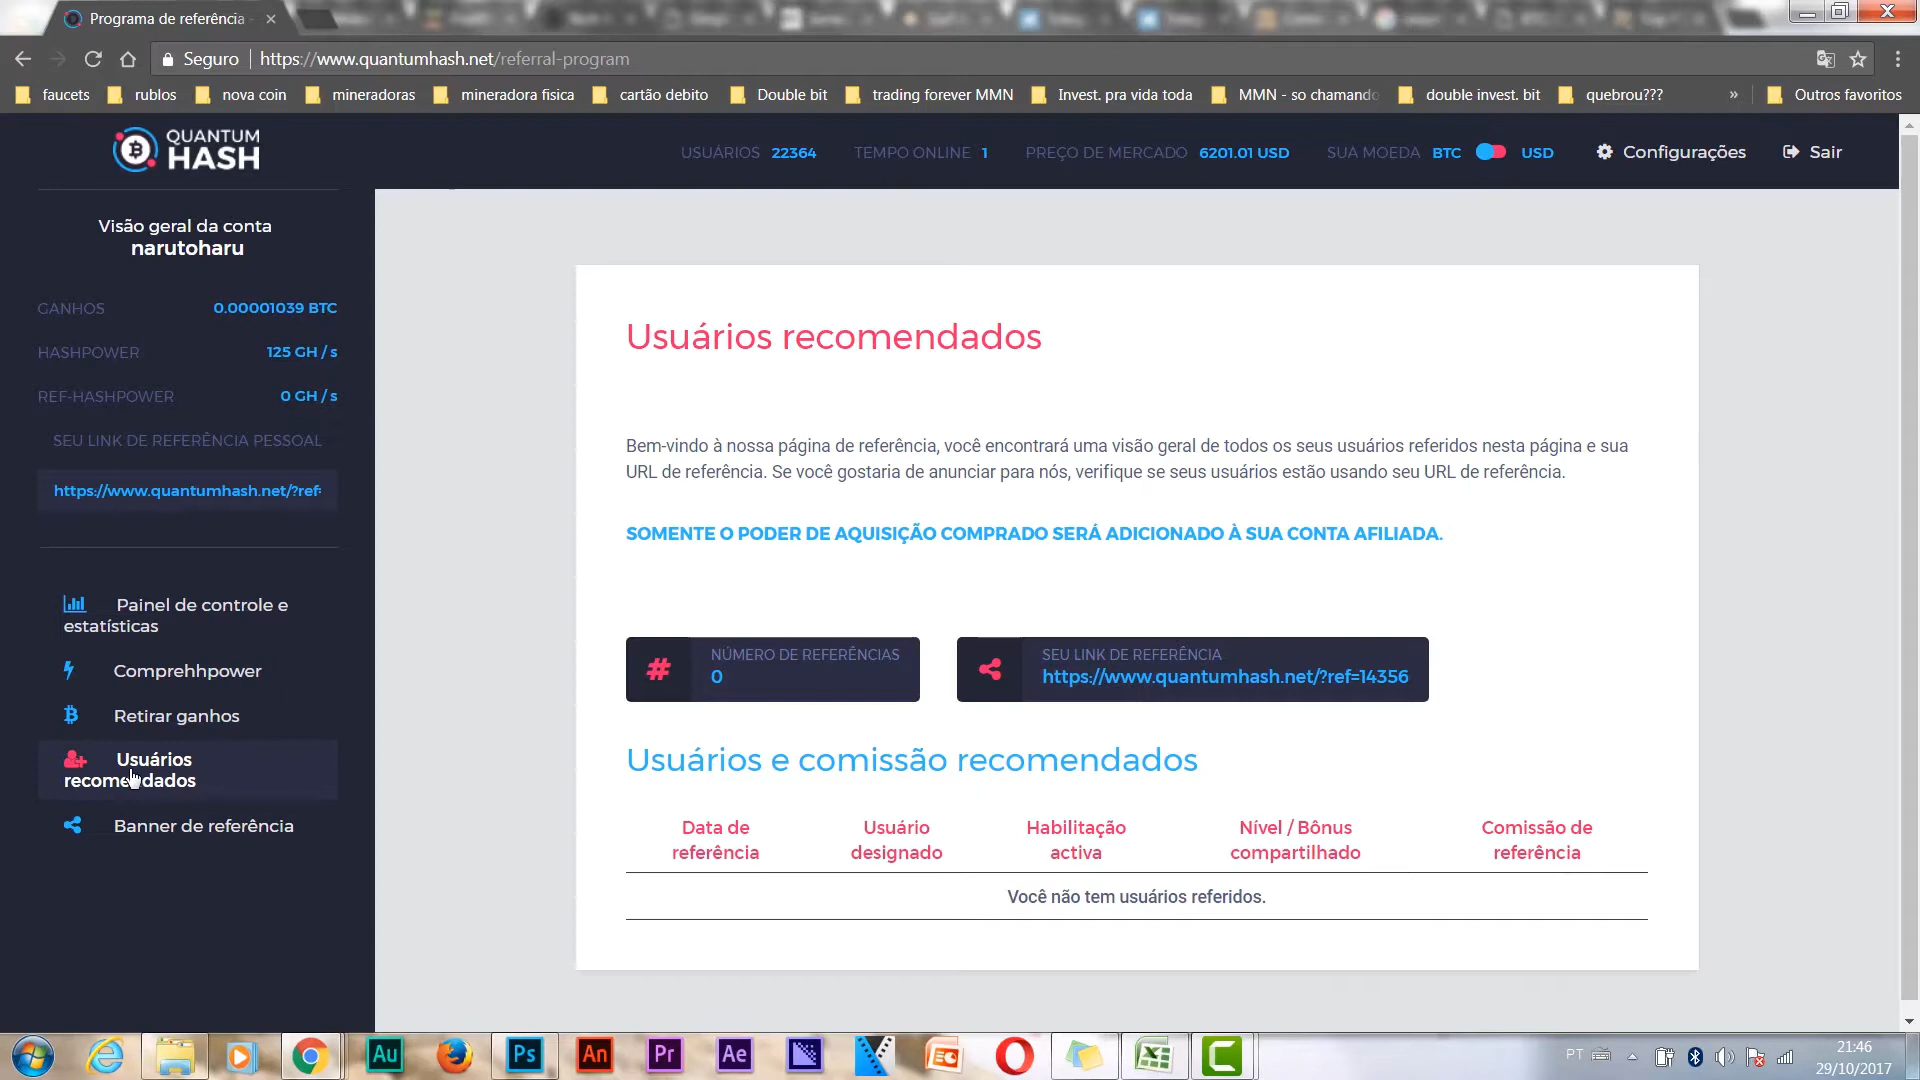 Programa de referência
Seguro
https://www.quantumhash.net/referral-program
faucets
rublos
nova coin
mineradoras
mineradora fisica
cartão debito
Double bit
trading forever MMN
Invest. pra vida toda
MMN - so chamando
double invest. bit
quebrou???
»
Outros favoritos
QUANTUM
HASH
USUÁRIOS 22364
TEMPO ONLINE 1
PREÇO DE MERCADO 6201.01 USD
SUA MOEDA BTC USD
Configurações
Sair
Visão geral da conta
narutoharu
GANHOS 0.00001039 BTC
HASHPOWER 125 GH / s
REF-HASHPOWER 0 GH / s
SEU LINK DE REFERÊNCIA PESSOAL
https://www.quantumhash.net/?ref=
Painel de controle e
estatísticas
Comprehhpower
Retirar ganhos
Usuários
recomendados
Banner de referência
Usuários recomendados
Bem-vindo à nossa página de referência, você encontrará uma visão geral de todos os seus usuários referidos nesta página e sua
URL de referência. Se você gostaria de anunciar para nós, verifique se seus usuários estão usando seu URL de referência.
SOMENTE O PODER DE AQUISIÇÃO COMPRADO SERÁ ADICIONADO À SUA CONTA AFILIADA.
#
NÚMERO DE REFERÊNCIAS
0
SEU LINK DE REFERÊNCIA
https://www.quantumhash.net/?ref=14356
Usuários e comissão recomendados
Data de
referência
Usuário
designado
Habilitação
activa
Nível / Bônus
compartilhado
Comissão de
referência
Você não tem usuários referidos.
Au
Ps
An
Pr
Ae
PT
21:46
29/10/2017